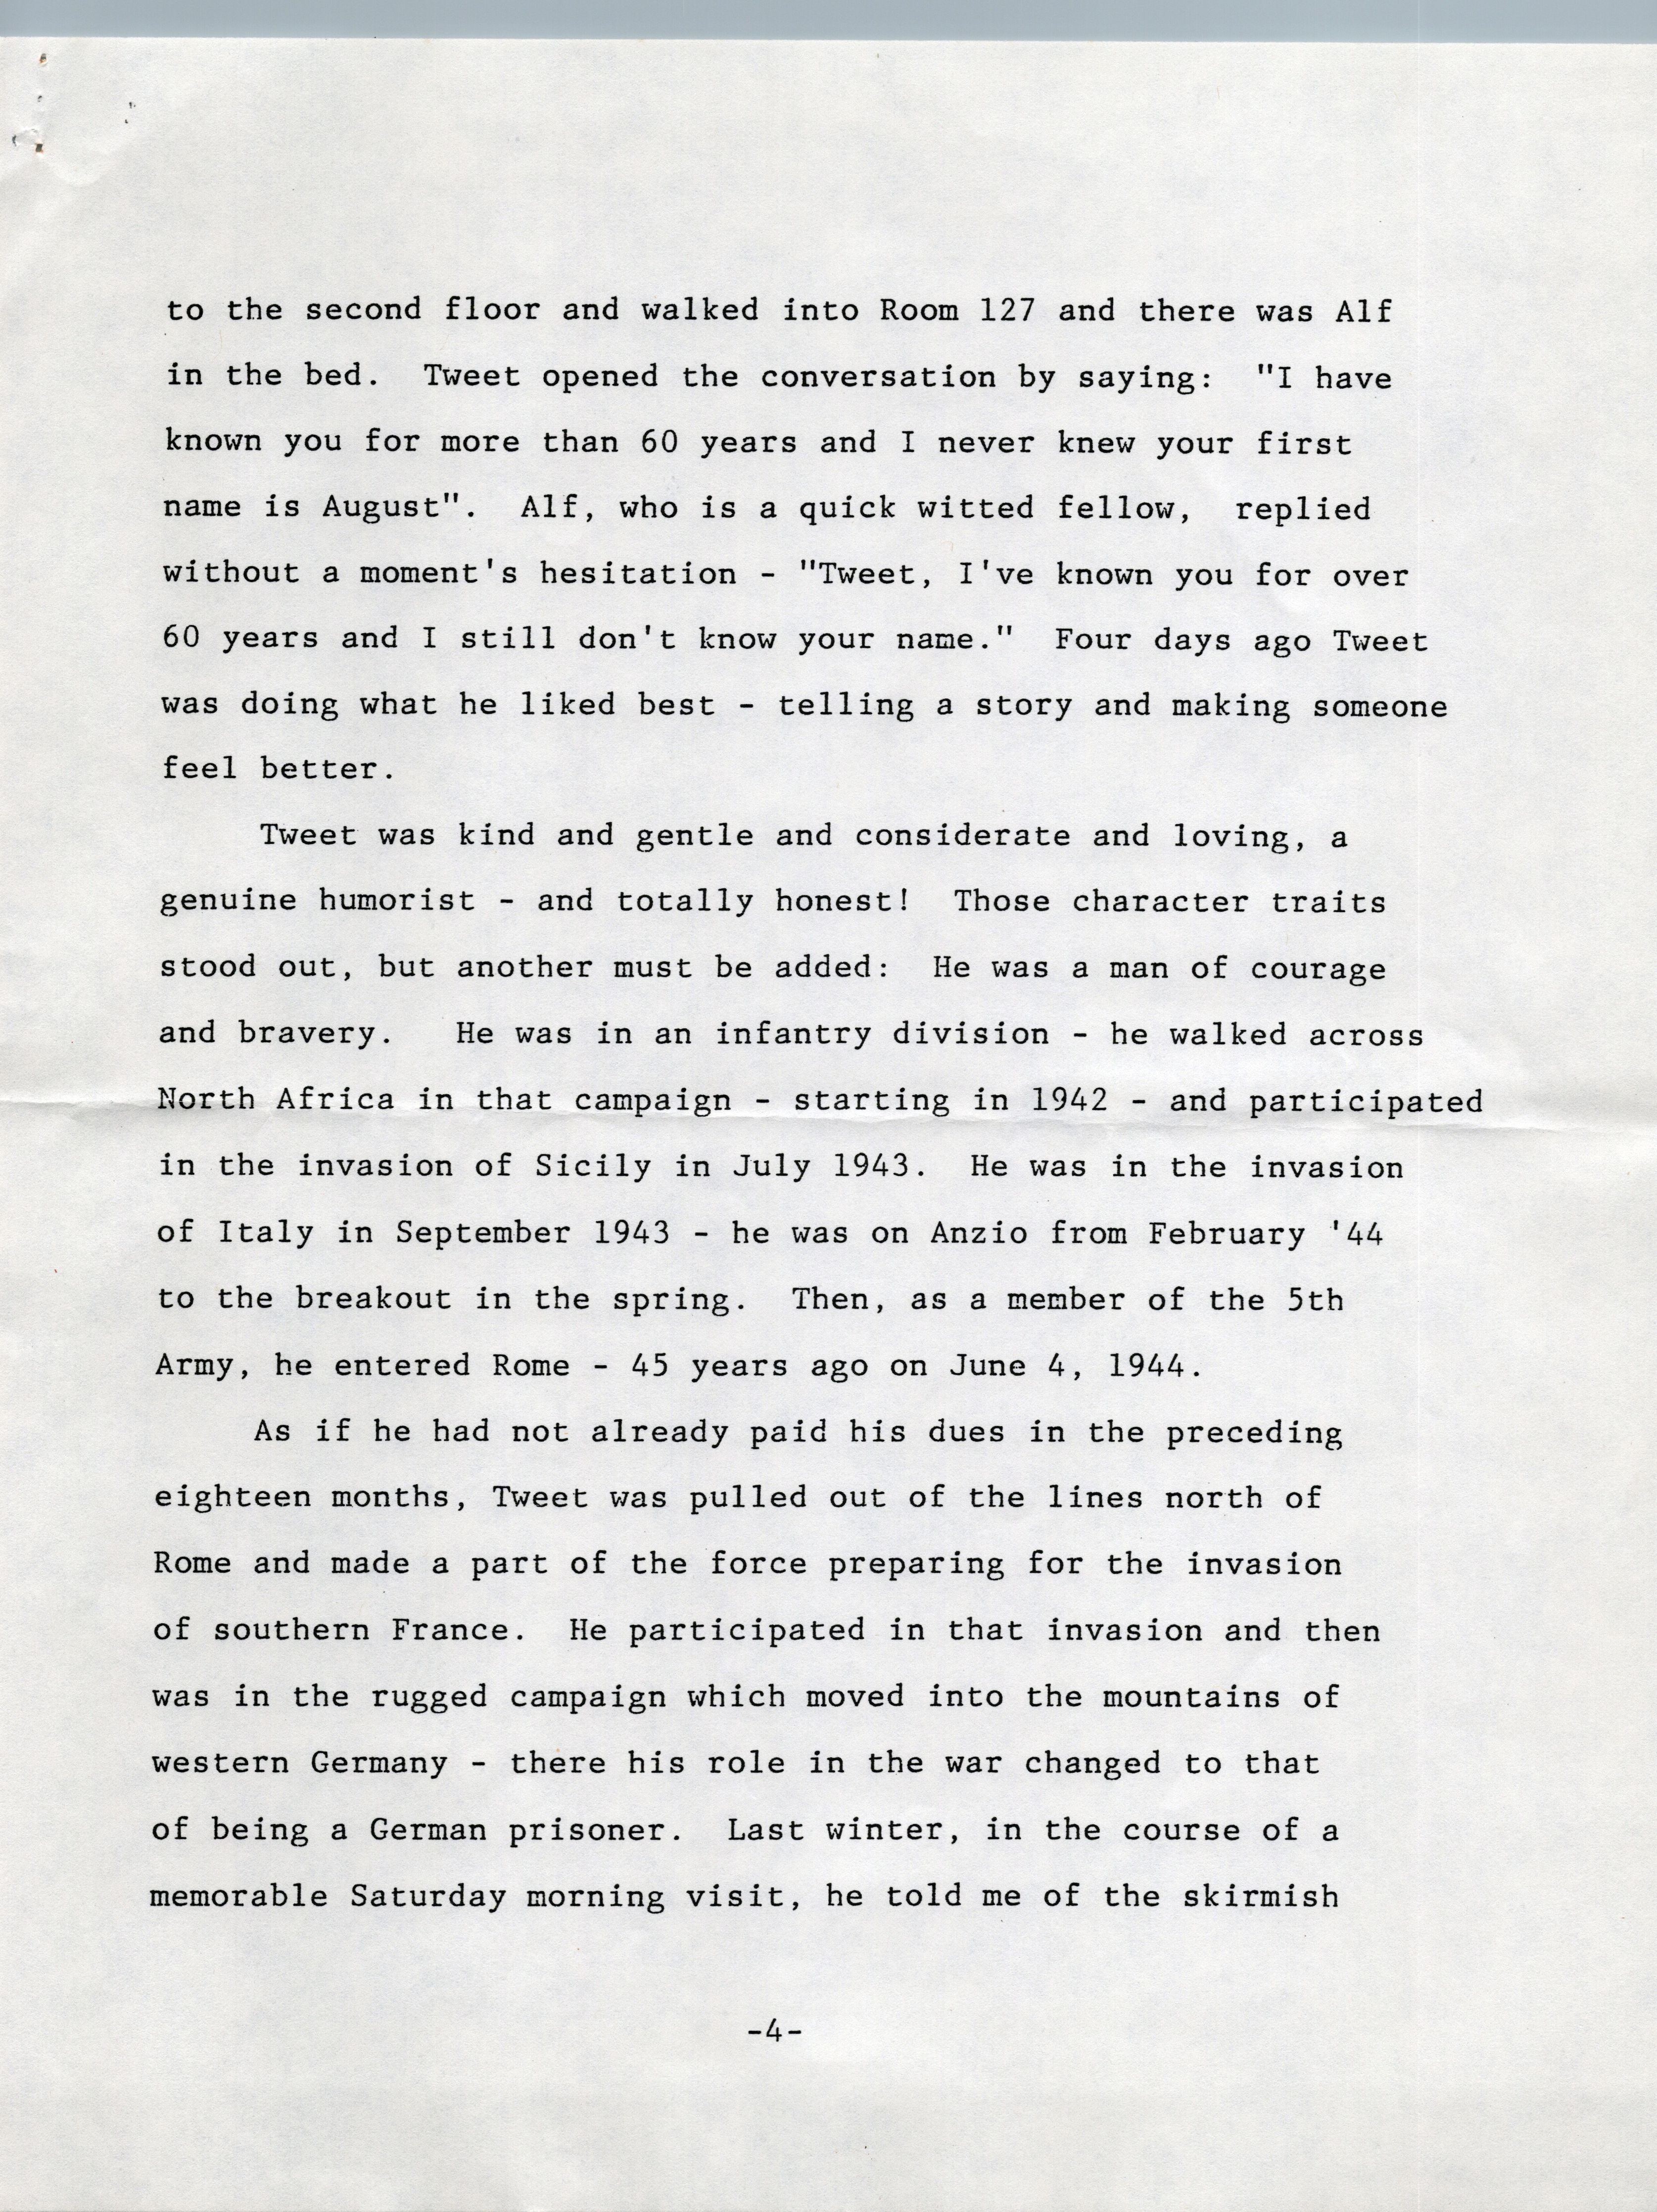 to the second floor and walked into Room 127 and there was Alf
in the bed.  Tweet opened the conversation by saying:  "I have
known you for more than 60 years and I never knew your first
name is August".  Alf, who is a quick witted fellow,  replied
without a moment's hesitation - "Tweet, I've known you for over
60 years and I still don't know your name."  Four days ago Tweet
was doing what he liked best - telling a story and making someone
feel better.
Tweet was kind and gentle and considerate and loving, a
genuine humorist - and totally honest!  Those character traits
stood out, but another must be added:  He was a man of courage
and bravery.   He was in an infantry division - he walked across
North Africa in that campaign - starting in 1942 - and participated
in the invasion of Sicily in July 1943.  He was in the invasion
of Italy in September 1943 - he was on Anzio from February '44
to the breakout in the spring.  Then, as a member of the 5th
Army, he entered Rome - 45 years ago on June 4, 1944.
As if he had not already paid his dues in the preceding
eighteen months, Tweet was pulled out of the lines north of
Rome and made a part of the force preparing for the invasion
of southern France.  He participated in that invasion and then
was in the rugged campaign which moved into the mountains of
western Germany - there his role in the war changed to that
of being a German prisoner.  Last winter, in the course of a
memorable Saturday morning visit, he told me of the skirmish
-4-